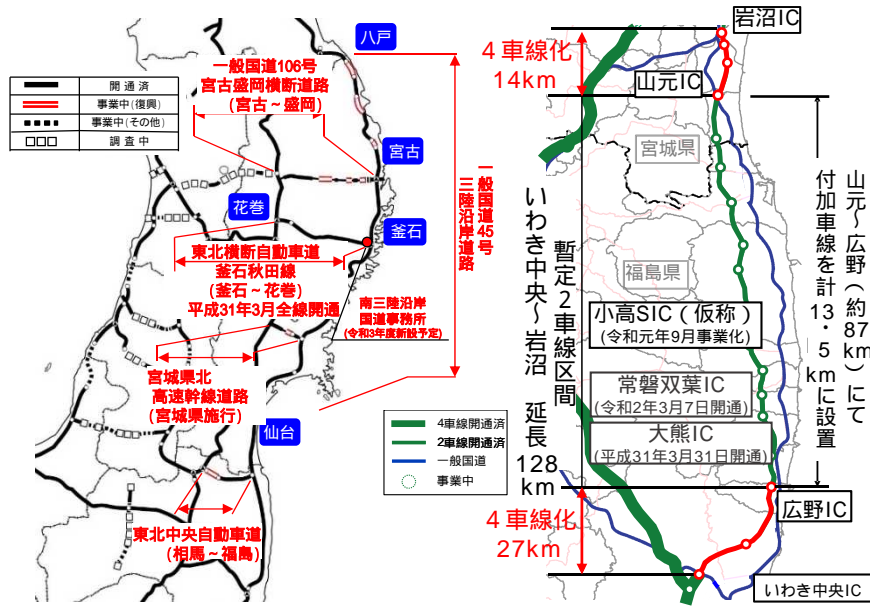 八戸
一般国道106号
宮古盛岡横断道路
(宮古～盛岡)
開通済
事業中(復興)
事業中(その他)
調査中
宮古
一般国道45号
三陸沿岸道路
花巻
釜石
東北横断自動車道
釜石秋田線
(釜石～花巻)
平成31年3月全線開通
南三陸沿岸
国道事務所
(令和3年度新設予定)
宮城県北
高速幹線道路
(宮城県施行)
仙台
東北中央自動車道
(相馬～福島)
岩沼IC
4車線化
14km
山元IC
宮城県
福島県
暫定2車線区間
いわき中央～岩沼 延長
128
km
山元～広野(約87km)にて
付加車線を計13・5kmに設置
小高SIC(仮称)
(令和元年9月事業化)
常磐双葉IC
(令和2年3月7日開通)
大熊IC
(平成31年3月31日開通)
4車線開通済
2車線開通済
一般国道
事業中
広野IC
4車線化
27km
いわき中央IC